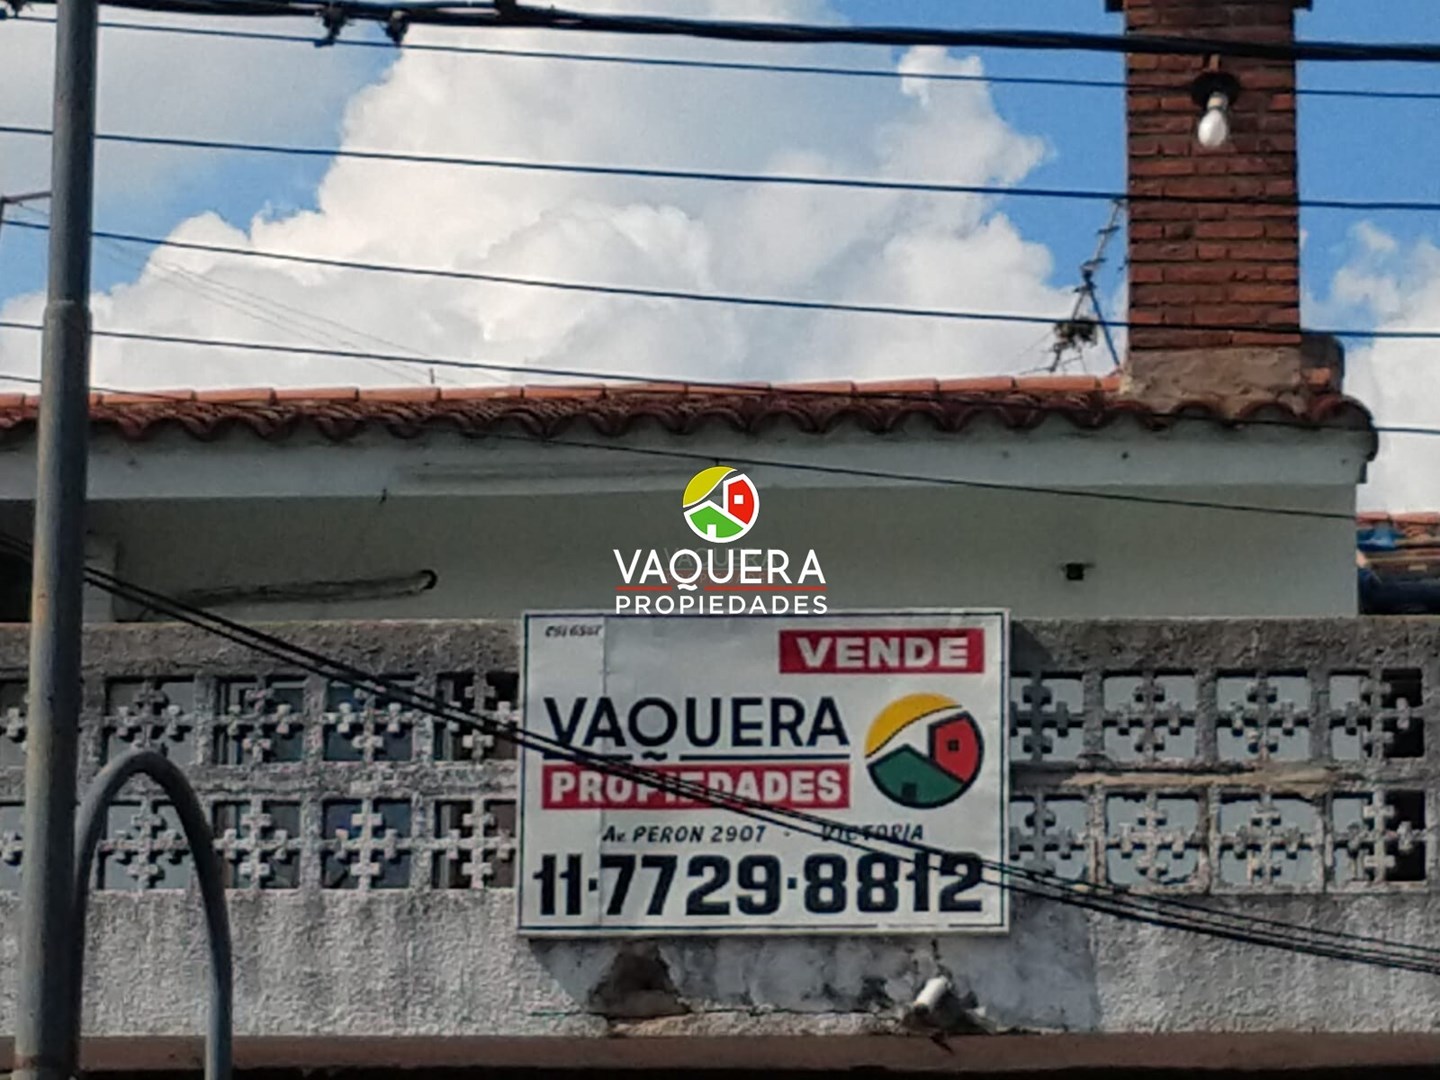 VAQUERA
PROPIEDADES
VENDE
VAQUERA
PROPIEDADES
Av. PERON 2907 - VICTORIA
11·7729·8812